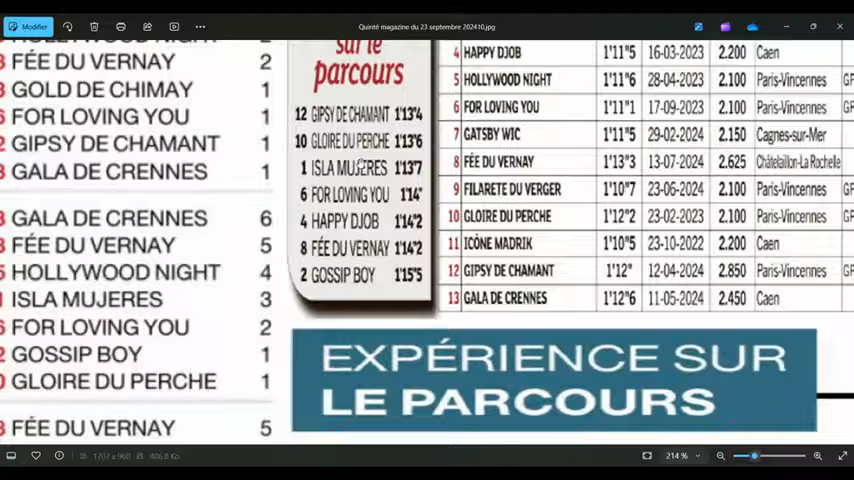 Modifier
Quinté magazine du 23 septembre 202410.jpg
HOLLYWOOD NIGHT 2
FÉE DU VERNAY 2
GOLD DE CHIMAY 1
FOR LOVING YOU 1
GIPSY DE CHAMANT 1
GALA DE CRENNES 1
GALA DE CRENNES 6
FÉE DU VERNAY 5
HOLLYWOOD NIGHT 4
ISLA MUJERES 3
FOR LOVING YOU 2
GOSSIP BOY 1
GLOIRE DU PERCHE 1
FÉE DU VERNAY 5
sur le
parcours
12 GIPSY DE CHAMANT 1'13"4
10 GLOIRE DU PERCHE 1'13"6
1 ISLA MUJERES 1'13"7
6 FOR LOVING YOU 1'14"
4 HAPPY DJOB 1'14"2
8 FÉE DU VERNAY 1'14"2
2 GOSSIP BOY 1'15"5
4 HAPPY DJOB 1'11"5 16-03-2023 2.200 Caen
5 HOLLYWOOD NIGHT 1'11"6 28-04-2023 2.100 Paris-Vincennes
6 FOR LOVING YOU 1'11"1 17-09-2023 2.100 Paris-Vincennes
7 GATSBY WIC 1'11"5 29-02-2024 2.150 Cagnes-sur-Mer
8 FÉE DU VERNAY 1'13"3 13-07-2024 2.625 Châtelaillon-La Rochelle
9 FILARETE DU VERGER 1'10"7 23-06-2024 2.100 Paris-Vincennes
10 GLOIRE DU PERCHE 1'12"2 23-02-2023 2.100 Paris-Vincennes
11 ICÔNE MADRIK 1'10"5 23-10-2022 2.200 Caen
12 GIPSY DE CHAMANT 1'12" 12-04-2024 2.850 Paris-Vincennes
13 GALA DE CRENNES 1'12"6 11-05-2024 2.450 Caen
EXPÉRIENCE SUR
LE PARCOURS
1707 x 960 406.8 Ko
214 %